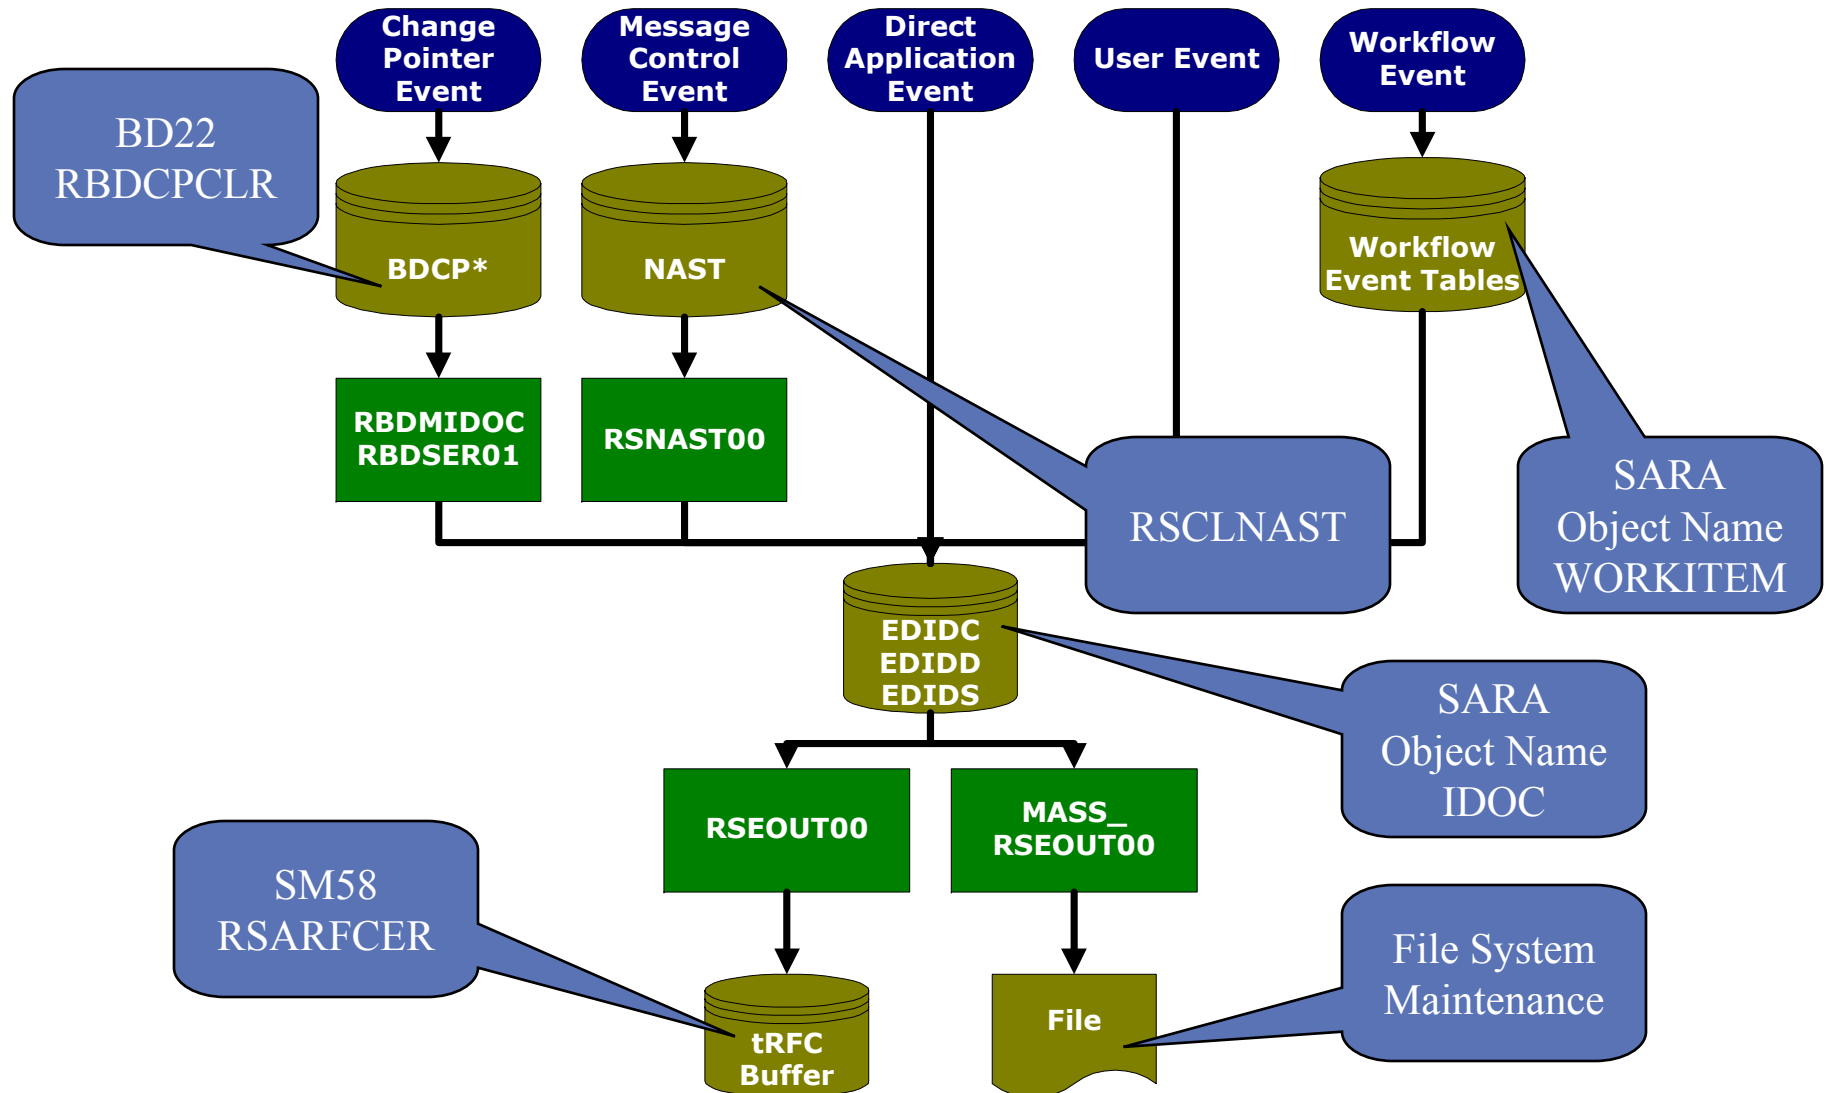 Change
Pointer
Event
Message
Control
Event
Direct
Application
Event
User Event
Workflow
Event
BD22
RBDCPCLR
BDCP*
NAST
Workflow
Event Tables
RBDMIDOC
RBDSER01
RSNAST00
RSCLNAST
SARA
Object Name
WORKITEM
EDIDC
EDIDD
EDIDS
SARA
Object Name
IDOC
RSEOUT00
MASS_
RSEOUT00
SM58
RSARFCER
File System
Maintenance
tRFC
Buffer
File